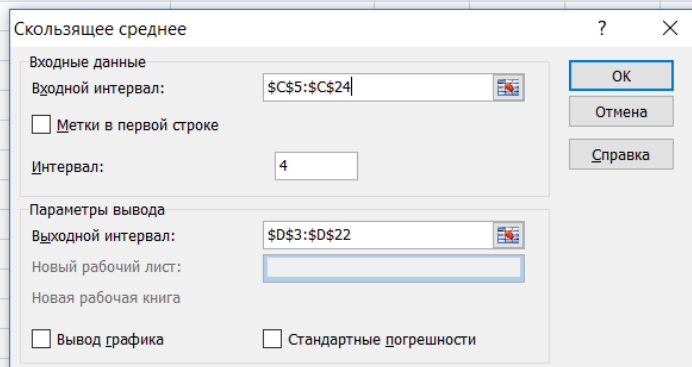 Скользящее среднее ?
Входные данные
Входной интервал: $C$5:$C$24
Метки в первой строке
Интервал: 4
OK
Отмена
Справка
Параметры вывода
Выходной интервал: $D$3:$D$22
Новый рабочий лист:
Новая рабочая книга
Вывод графика Стандартные погрешности